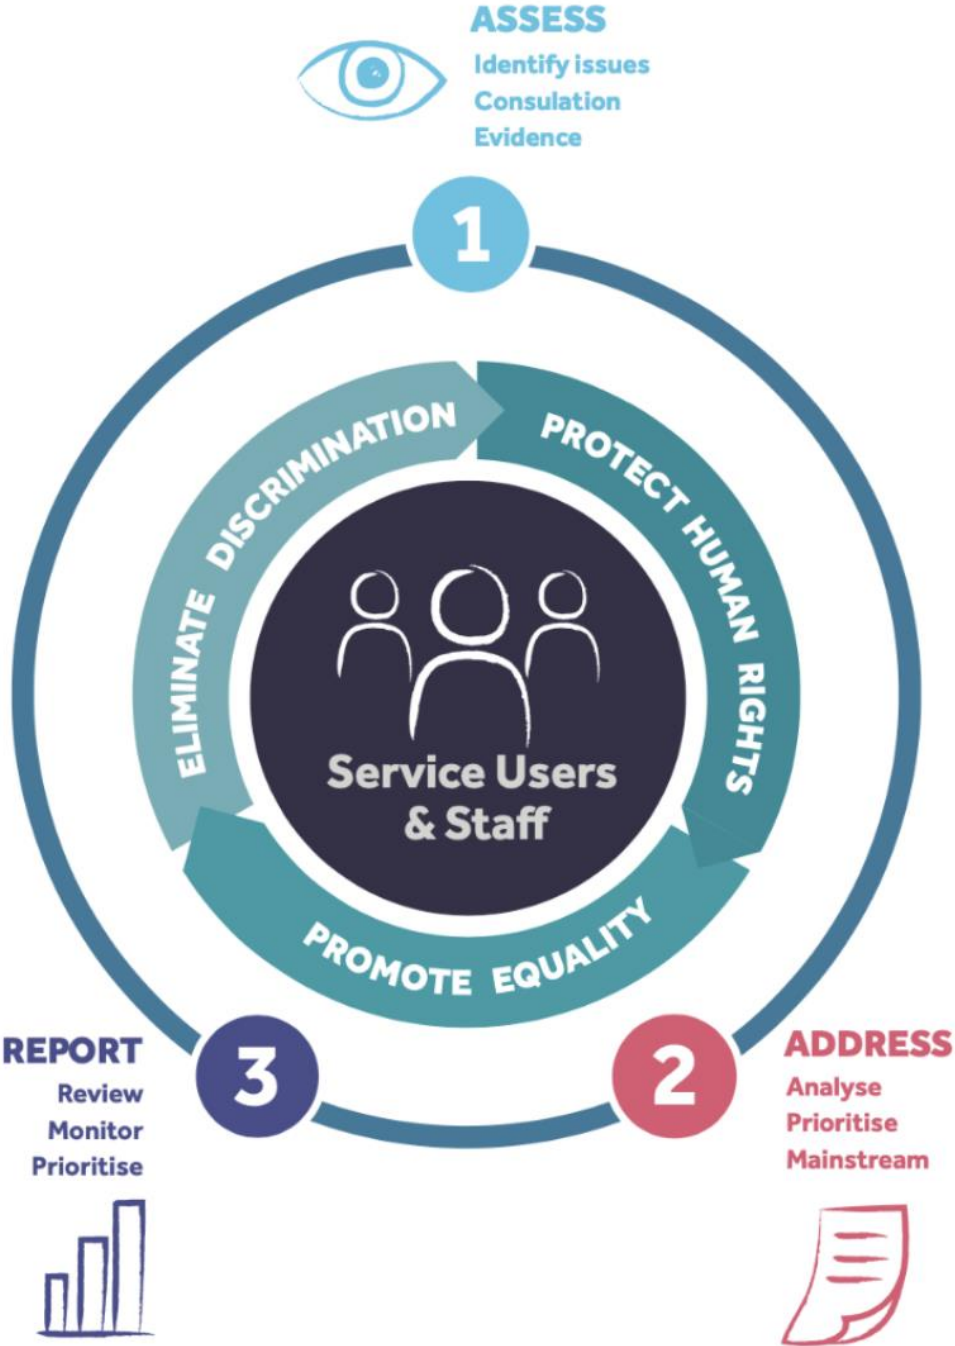 ASSESS
Identify issues
Consulation
Evidence
1
ELIMINATE DISCRIMINATION
PROTECT HUMAN RIGHTS
PROMOTE EQUALITY
Service Users
& Staff
2
ADDRESS
Analyse
Prioritise
Mainstream
3
REPORT
Review
Monitor
Prioritise